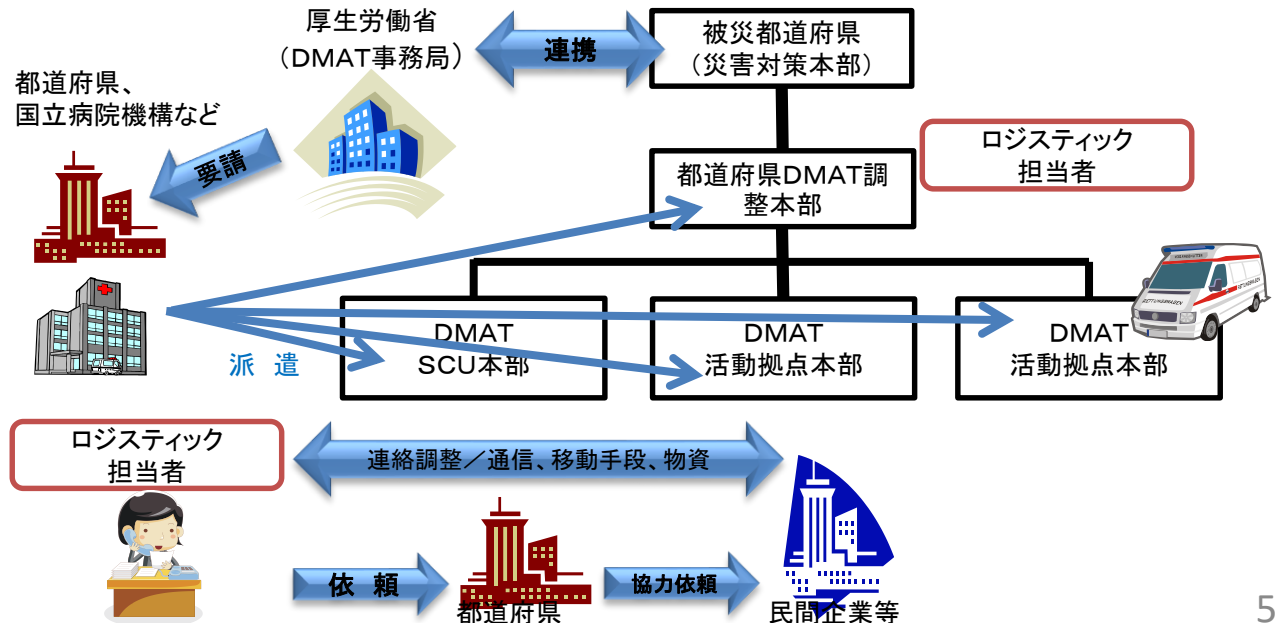 厚生労働省
（DMAT事務局）
連携
被災都道府県
（災害対策本部）
都道府県、
国立病院機構など
要請
ロジスティック
担当者
都道府県DMAT調
整本部
派 遣
DMAT
SCU本部
DMAT
活動拠点本部
DMAT
活動拠点本部
RETTUNGSWAGEN
ロジスティック
担当者
連絡調整／通信、移動手段、物資
依 頼
都道府県
協力依頼
民間企業等
5